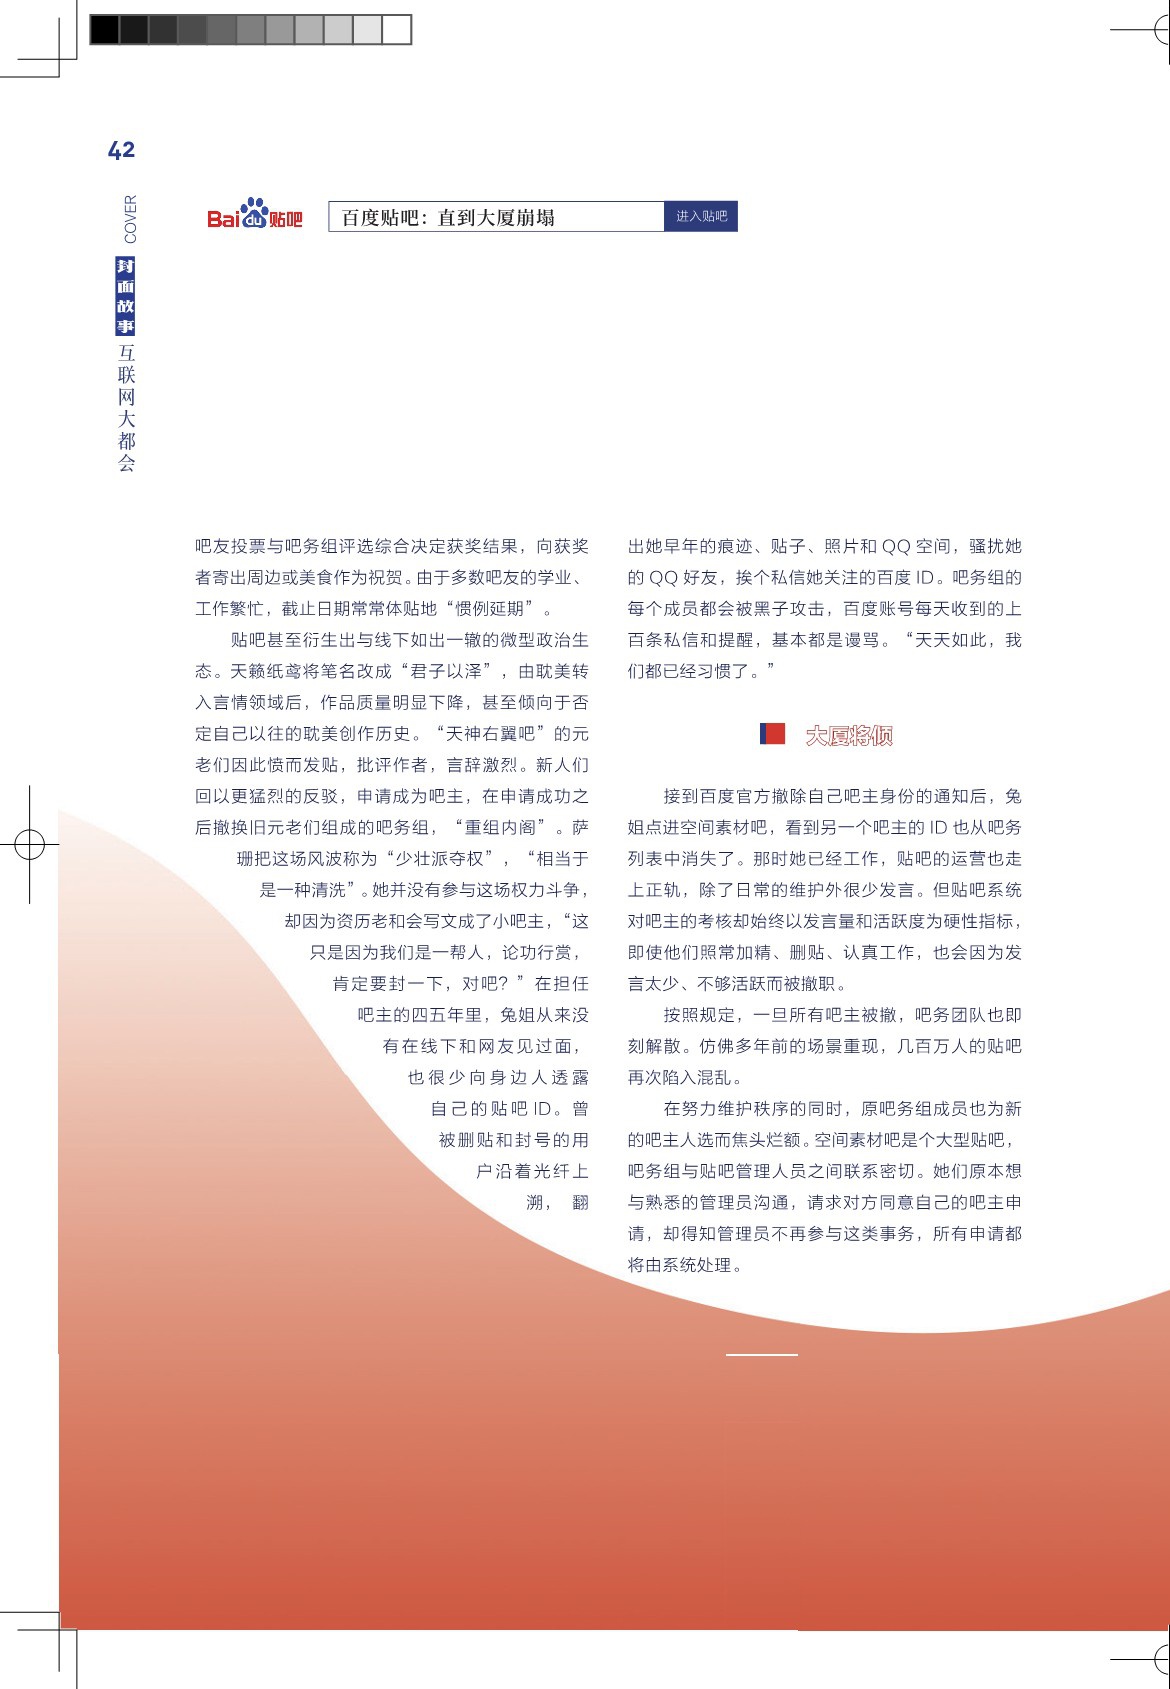 42
COVER
封面故事
互联网大都会
Bai du 贴吧
百度贴吧：直到大厦崩塌
进入贴吧
吧友投票与吧务组评选综合决定获奖结果，向获奖
者寄出周边或美食作为祝贺。由于多数吧友的学业、
工作繁忙，截止日期常常体贴地“惯例延期”。
贴吧甚至衍生出与线下如出一辙的微型政治生
态。天籁纸鸢将笔名改成“君子以泽”，由耽美转
入言情领域后，作品质量明显下降，甚至倾向于否
定自己以往的耽美创作历史。“天神右翼吧”的元
老们因此愤而发贴，批评作者，言辞激烈。新人们
回以更猛烈的反驳，申请成为吧主，在申请成功之
后撤换旧元老们组成的吧务组，“重组内阁”。萨
珊把这场风波称为“少壮派夺权”，“相当于
是一种清洗”。她并没有参与这场权力斗争，
却因为资历老和会写文成了小吧主，“这
只是因为我们是一帮人，论功行赏，
肯定要封一下，对吧？”在担任
吧主的四五年里，兔姐从来没
有在线下和网友见过面，
也很少向身边人透露
自己的贴吧 ID。曾
被删贴和封号的用
户沿着光纤上
溯，翻
出她早年的痕迹、贴子、照片和 QQ 空间，骚扰她
的 QQ 好友，挨个私信她关注的百度 ID。吧务组的
每个成员都会被黑子攻击，百度账号每天收到的上
百条私信和提醒，基本都是谩骂。“天天如此，我
们都已经习惯了。”
大厦将倾
接到百度官方撤除自己吧主身份的通知后，兔
姐点进空间素材吧，看到另一个吧主的 ID 也从吧务
列表中消失了。那时她已经工作，贴吧的运营也走
上正轨，除了日常的维护外很少发言。但贴吧系统
对吧主的考核却始终以发言量和活跃度为硬性指标，
即使他们照常加精、删贴、认真工作，也会因为发
言太少、不够活跃而被撤职。
按照规定，一旦所有吧主被撤，吧务团队也即
刻解散。仿佛多年前的场景重现，几百万人的贴吧
再次陷入混乱。
在努力维护秩序的同时，原吧务组成员也为新
的吧主人选而焦头烂额。空间素材吧是个大型贴吧，
吧务组与贴吧管理人员之间联系密切。她们原本想
与熟悉的管理员沟通，请求对方同意自己的吧主申
请，却得知管理员不再参与这类事务，所有申请都
将由系统处理。